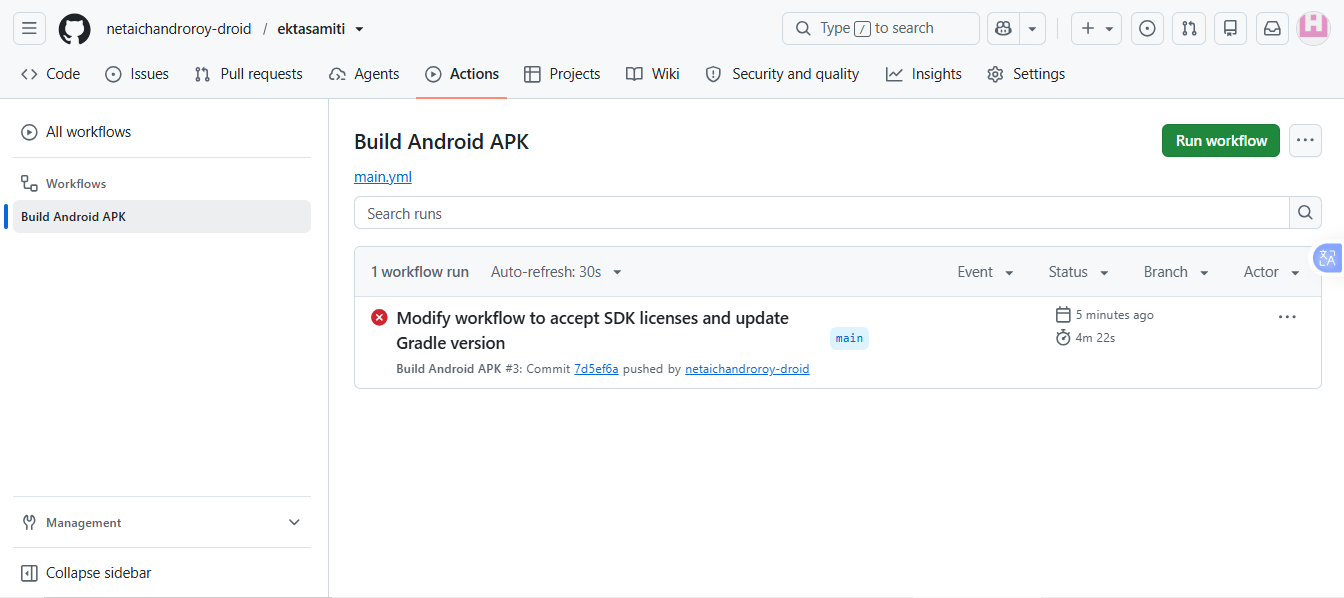 netaichandroroy-droid / ektasamiti
Type / to search
Code
Issues
Pull requests
Agents
Actions
Projects
Wiki
Security and quality
Insights
Settings
All workflows
Workflows
Build Android APK
Management
Collapse sidebar
Build Android APK
Run workflow
main.yml
Search runs
1 workflow run
Auto-refresh: 30s
Event
Status
Branch
Actor
Modify workflow to accept SDK licenses and update
Gradle version
Build Android APK #3: Commit 7d5ef6a pushed by netaichandroroy-droid
main
5 minutes ago
4m 22s